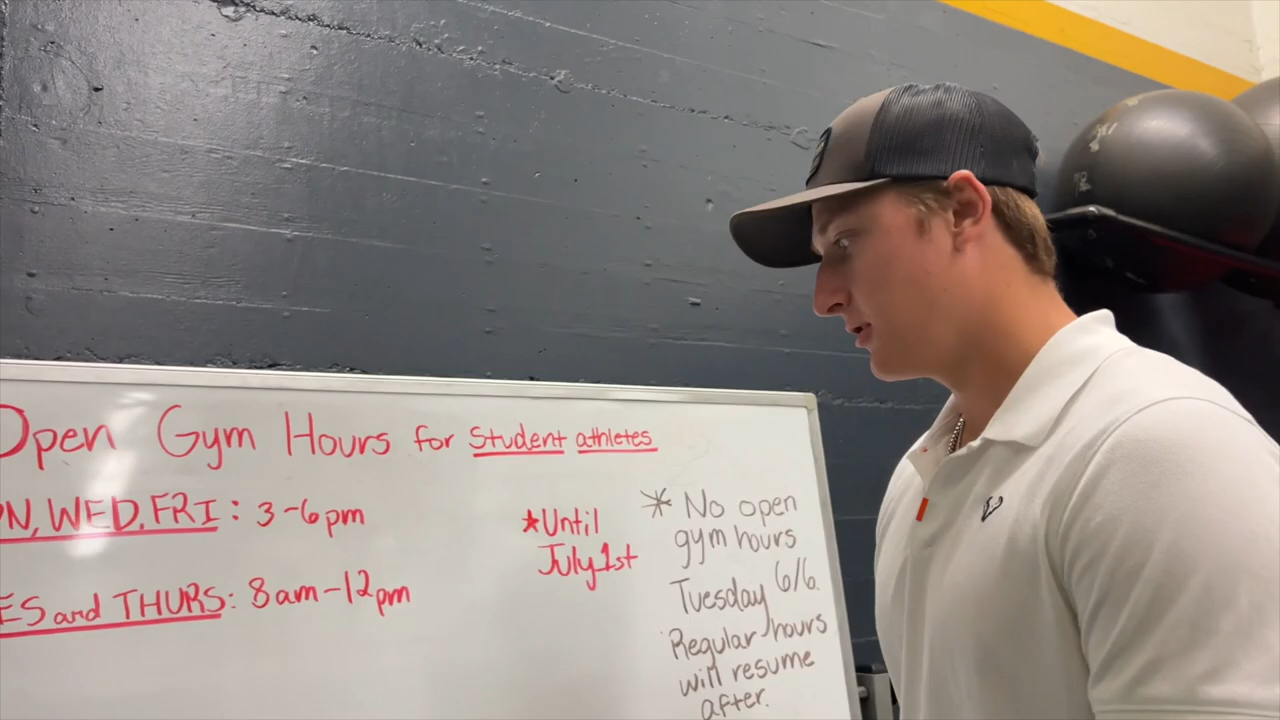 Open Gym Hours for Student athletes
ON, WED, FRI: 3-6pm
ES and THURS: 8am-12pm
*Until
July 1st
* No open
gym hours
Tuesday 6/6.
Regular hours
will resume
after.